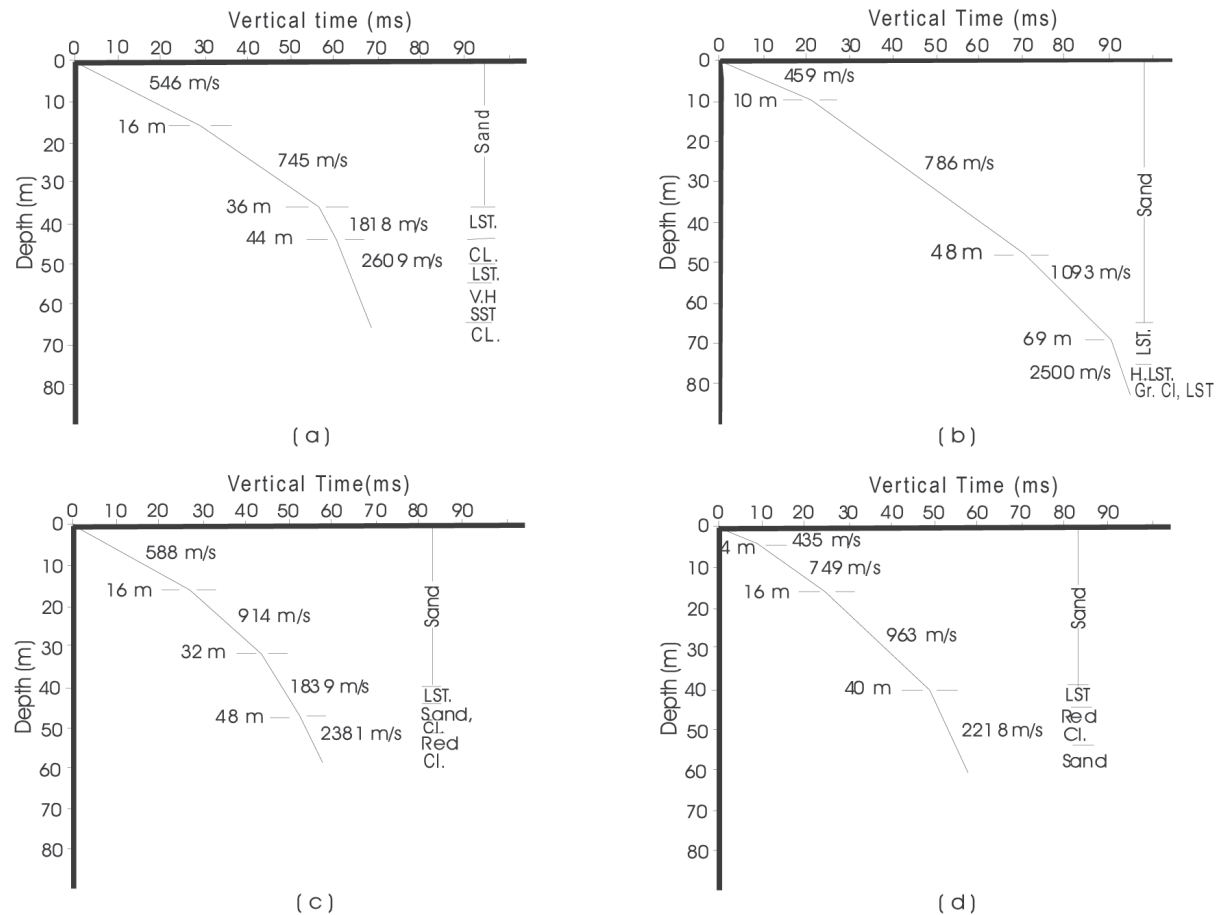 Vertical time (ms)
0 10 20 30 40 50 60 70 80 90
Depth (m)
0
10
20
30
40
50
60
70
80
546 m/s
16 m
745 m/s
36 m
1818 m/s
44 m
2609 m/s
Sand
LST.
CL.
LST.
V.H
SST
CL.
(a)
Vertical Time (ms)
0 10 20 30 40 50 60 70 80 90
Depth (m)
0
10
20
30
40
50
60
70
80
459 m/s
10 m
786 m/s
48 m
1093 m/s
69 m
2500 m/s
Sand
LST.
H.LST.
Gr. Cl, LST
(b)
Vertical Time(ms)
0 10 20 30 40 50 60 70 80 90
Depth (m)
0
10
20
30
40
50
60
70
80
588 m/s
16 m
914 m/s
32 m
1839 m/s
48 m
2381 m/s
Sand
LST.
Sand,
Cl.
Red
Cl.
(c)
Vertical Time (ms)
0 10 20 30 40 50 60 70 80 90
Depth (m)
0
10
20
30
40
50
60
70
80
4 m
435 m/s
749 m/s
16 m
963 m/s
40 m
2218 m/s
Sand
LST
Red
Cl.
Sand
(d)